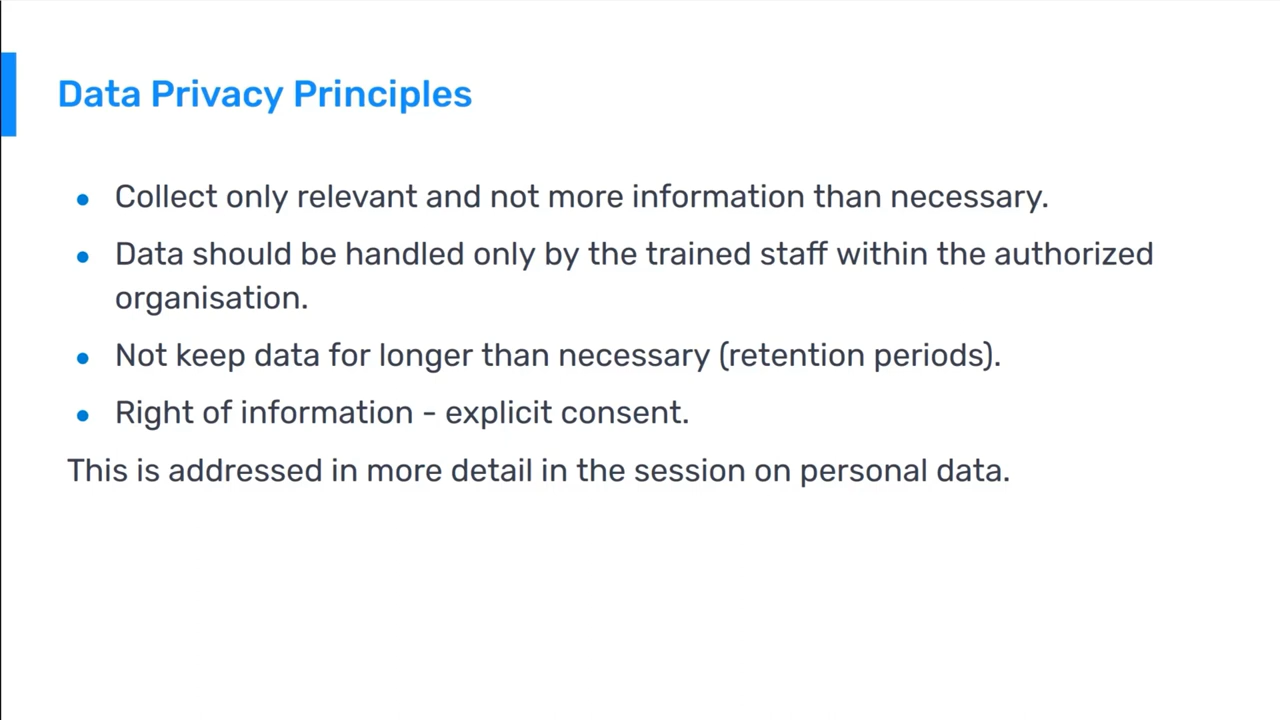 Data Privacy Principles
• Collect only relevant and not more information than necessary.
• Data should be handled only by the trained staff within the authorized
organisation.
• Not keep data for longer than necessary (retention periods).
• Right of information - explicit consent.
This is addressed in more detail in the session on personal data.